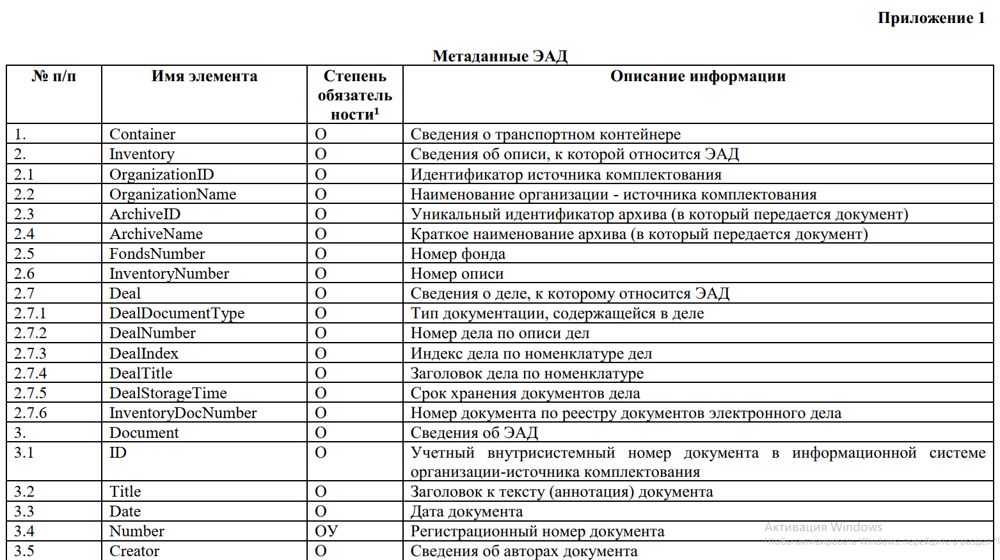 Приложение 1
Метаданные ЭАД
№ п/п Имя элемента Степень обязатель ности¹ Описание информации
1. Container О Сведения о транспортном контейнере
2. Inventory О Сведения об описи, к которой относится ЭАД
2.1 OrganizationID О Идентификатор источника комплектования
2.2 OrganizationName О Наименование организации - источника комплектования
2.3 ArchiveID О Уникальный идентификатор архива (в который передается документ)
2.4 ArchiveName О Краткое наименование архива (в который передается документ)
2.5 FondsNumber О Номер фонда
2.6 InventoryNumber О Номер описи
2.7 Deal О Сведения о деле, к которому относится ЭАД
2.7.1 DealDocumentType О Тип документации, содержащейся в деле
2.7.2 DealNumber О Номер дела по описи дел
2.7.3 DealIndex О Индекс дела по номенклатуре дел
2.7.4 DealTitle О Заголовок дела по номенклатуре
2.7.5 DealStorageTime О Срок хранения документов дела
2.7.6 InventoryDocNumber О Номер документа по реестру документов электронного дела
3. Document О Сведения об ЭАД
3.1 ID О Учетный внутрисистемный номер документа в информационной системе
организации-источника комплектования
3.2 Title О Заголовок к тексту (аннотация) документа
3.3 Date О Дата документа
3.4 Number ОУ Регистрационный номер документа
3.5 Creator О Сведения об авторах документа
Активация Windows
Чтобы активировать Windows, перейдите в раздел "